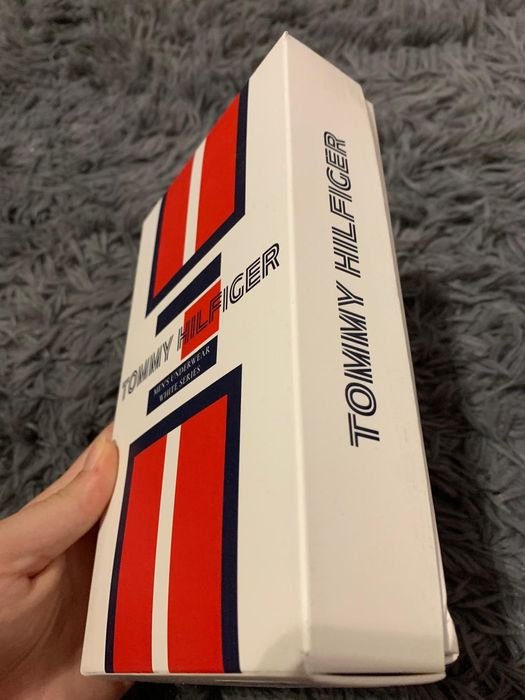 TOMMY HILFIGER
MEN'S UNDERWEAR
WHITE SERIES
TOMMY HILFIGER